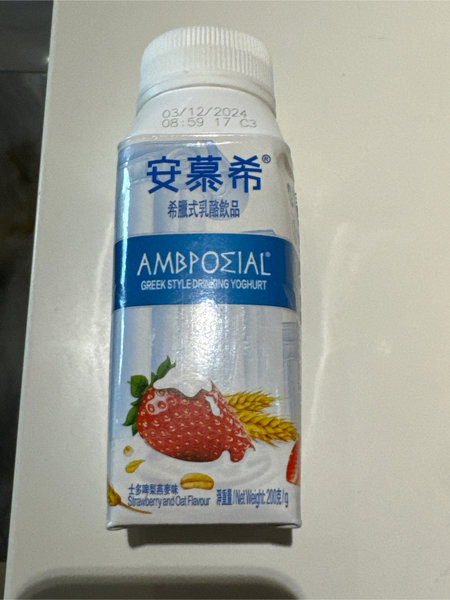 03/12/2024
08:59 17 C3
安慕希®
希臘式乳酪飲品
AMBPOΣIAL®
GREEK STYLE DRINKING YOGHURT
士多啤梨燕麥味
Strawberry and Oat Flavour
淨重量/Net Weight: 200克/g